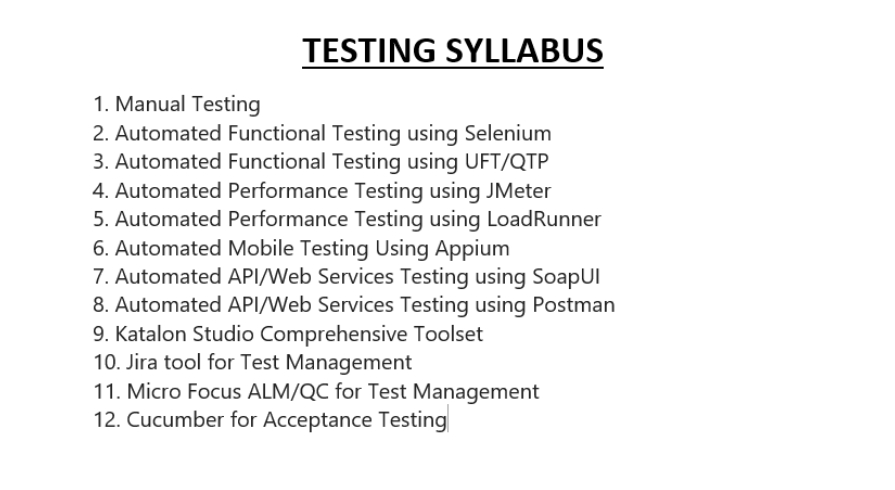 TESTING SYLLABUS
1. Manual Testing
2. Automated Functional Testing using Selenium
3. Automated Functional Testing using UFT/QTP
4. Automated Performance Testing using JMeter
5. Automated Performance Testing using LoadRunner
6. Automated Mobile Testing Using Appium
7. Automated API/Web Services Testing using SoapUI
8. Automated API/Web Services Testing using Postman
9. Katalon Studio Comprehensive Toolset
10. Jira tool for Test Management
11. Micro Focus ALM/QC for Test Management
12. Cucumber for Acceptance Testing